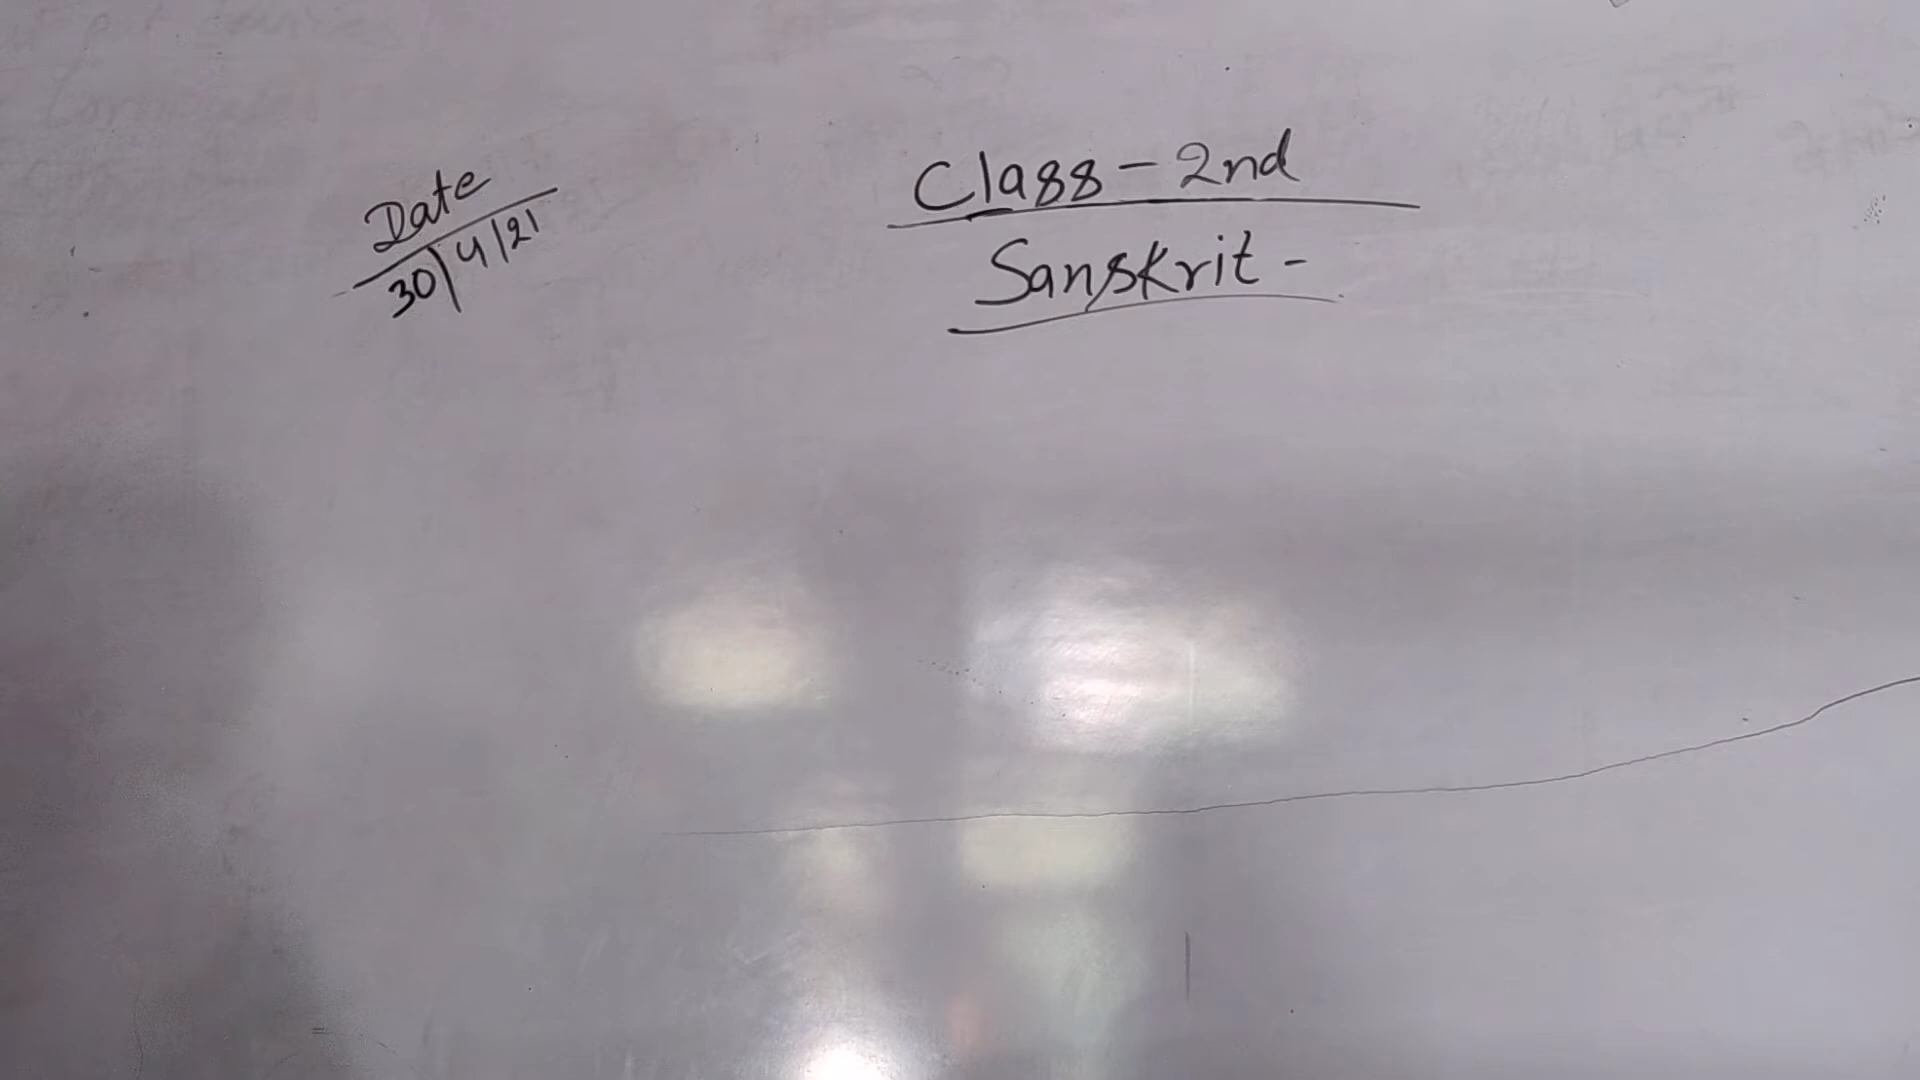 Date
30/4/21
Class - 2nd
Sanskrit -